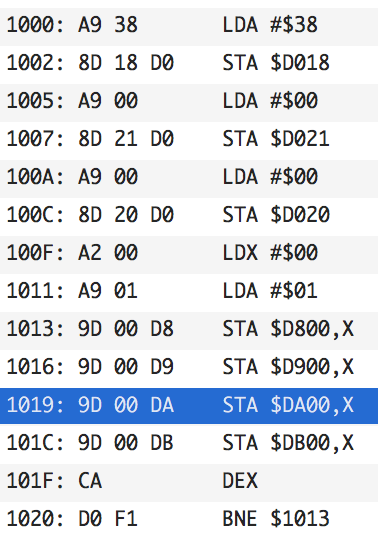 1000: A9 38 LDA #$38
1002: 8D 18 D0 STA $D018
1005: A9 00 LDA #$00
1007: 8D 21 D0 STA $D021
100A: A9 00 LDA #$00
100C: 8D 20 D0 STA $D020
100F: A2 00 LDX #$00
1011: A9 01 LDA #$01
1013: 9D 00 D8 STA $D800,X
1016: 9D 00 D9 STA $D900,X
1019: 9D 00 DA STA $DA00,X
101C: 9D 00 DB STA $DB00,X
101F: CA DEX
1020: D0 F1 BNE $1013